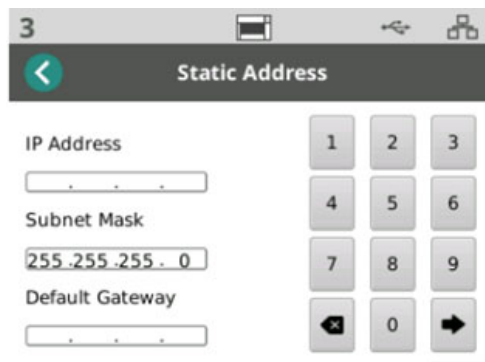 3
Static Address
IP Address
. . .
Subnet Mask
255 .255 .255 . 0
Default Gateway
. . .
1 2 3
4 5 6
7 8 9
0